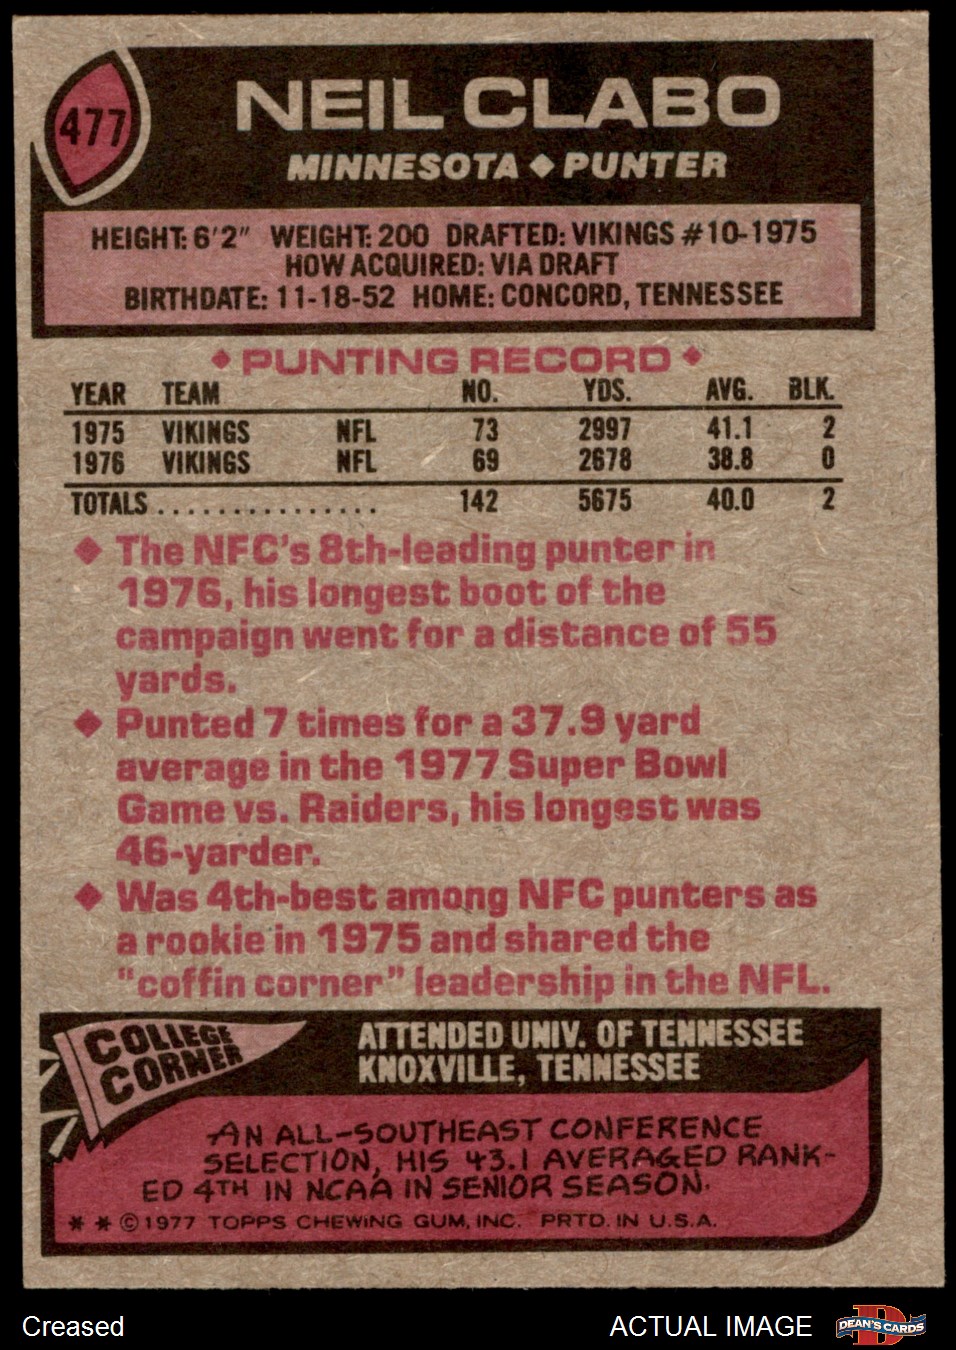 477
NEIL CLABO
MINNESOTA ◆ PUNTER
HEIGHT: 6'2" WEIGHT: 200 DRAFTED: VIKINGS #10-1975
HOW ACQUIRED: VIA DRAFT
BIRTHDATE: 11-18-52 HOME: CONCORD, TENNESSEE
◆ PUNTING RECORD ◆
YEAR TEAM NO. YDS. AVG. BLK.
1975 VIKINGS NFL 73 2997 41.1 2
1976 VIKINGS NFL 69 2678 38.8 0
TOTALS............... 142 5675 40.0 2
◆ The NFC's 8th-leading punter in
1976, his longest boot of the
campaign went for a distance of 55
yards.
◆ Punted 7 times for a 37.9 yard
average in the 1977 Super Bowl
Game vs. Raiders, his longest was
46-yarder.
◆ Was 4th-best among NFC punters as
a rookie in 1975 and shared the
"coffin corner" leadership in the NFL.
COLLEGE
CORNER
ATTENDED UNIV. OF TENNESSEE
KNOXVILLE, TENNESSEE
AN ALL-SOUTHEAST CONFERENCE
SELECTION, HIS 43.1 AVERAGED RANK-
ED 4TH IN NCAA IN SENIOR SEASON.
* * © 1977 TOPPS CHEWING GUM, INC. PRTD. IN U.S.A.
Creased
ACTUAL IMAGE
D
DEAN'S CARDS